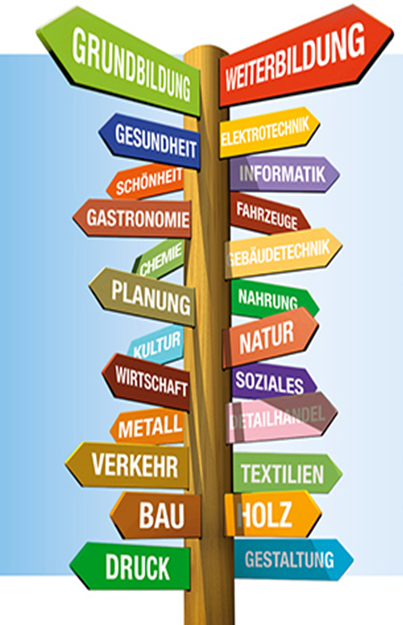 GRUNDBILDUNG
WEITERBILDUNG
GESUNDHEIT
ELEKTROTECHNIK
SCHÖNHEIT
INFORMATIK
GASTRONOMIE
FAHRZEUGE
CHEMIE
GEBÄUDETECHNIK
PLANUNG
NAHRUNG
KULTUR
NATUR
WIRTSCHAFT
SOZIALES
METALL
DETAILHANDEL
VERKEHR
TEXTILIEN
BAU
HOLZ
DRUCK
GESTALTUNG